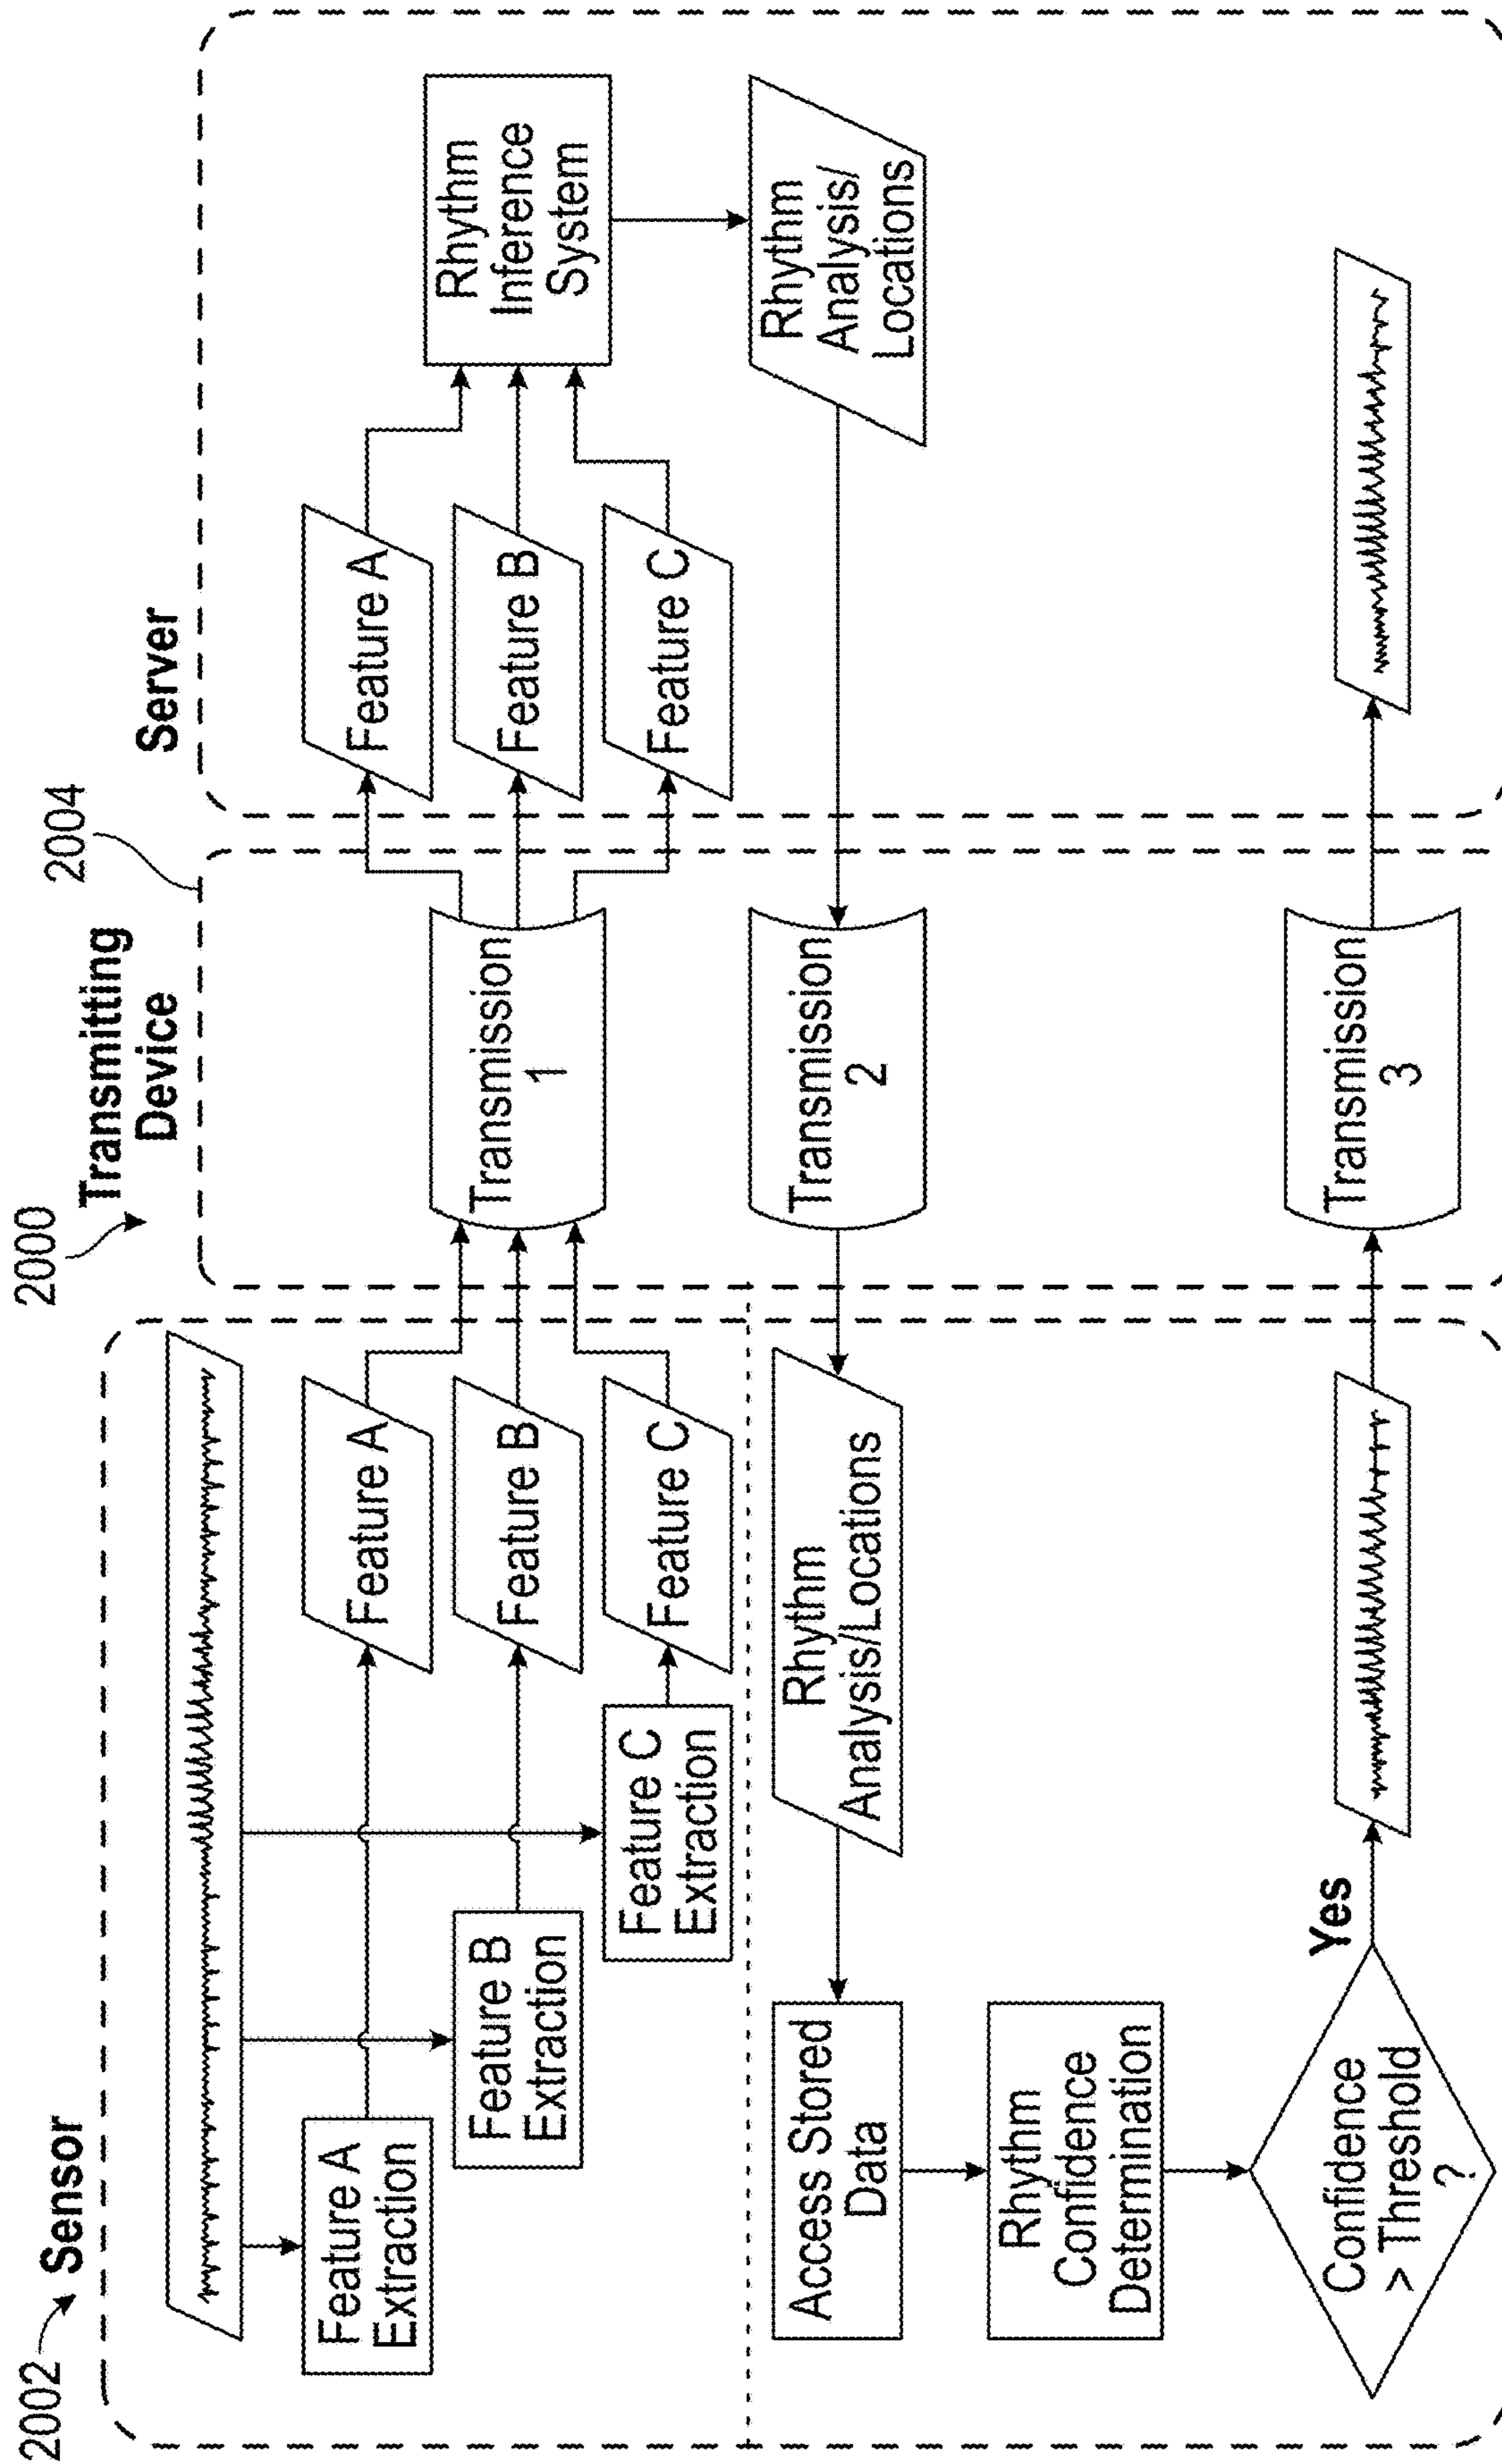 2000
2002
Sensor
Transmitting
Device
2004
Server
Feature A
Extraction
Feature B
Extraction
Feature C
Extraction
Feature A
Feature B
Feature C
Transmission
1
Feature A
Feature B
Feature C
Rhythm
Inference
System
Rhythm
Analysis/
Locations
Transmission
2
Rhythm
Analysis/Locations
Access Stored
Data
Rhythm
Confidence
Determination
Confidence
> Threshold
?
Yes
Transmission
3